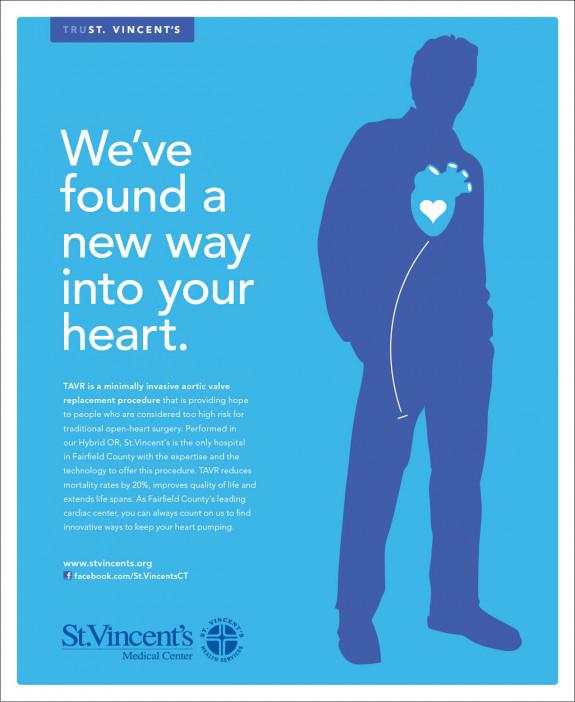 TRUST. VINCENT'S
We've
found a
new way
into your
heart.
TAVR is a minimally invasive aortic valve
replacement procedure that is providing hope
to people who are considered too high risk for
traditional open-heart surgery. Performed in
our Hybrid OR, St.Vincent's is the only hospital
in Fairfield County with the expertise and the
technology to offer this procedure. TAVR reduces
mortality rates by 20%, improves quality of life and
extends life spans. As Fairfield County's leading
cardiac center, you can always count on us to find
innovative ways to keep your heart pumping.
www.stvincents.org
f facebook.com/St.VincentsCT
St.Vincent's
Medical Center
ST. VINCENT'S
HEALTH SERVICES